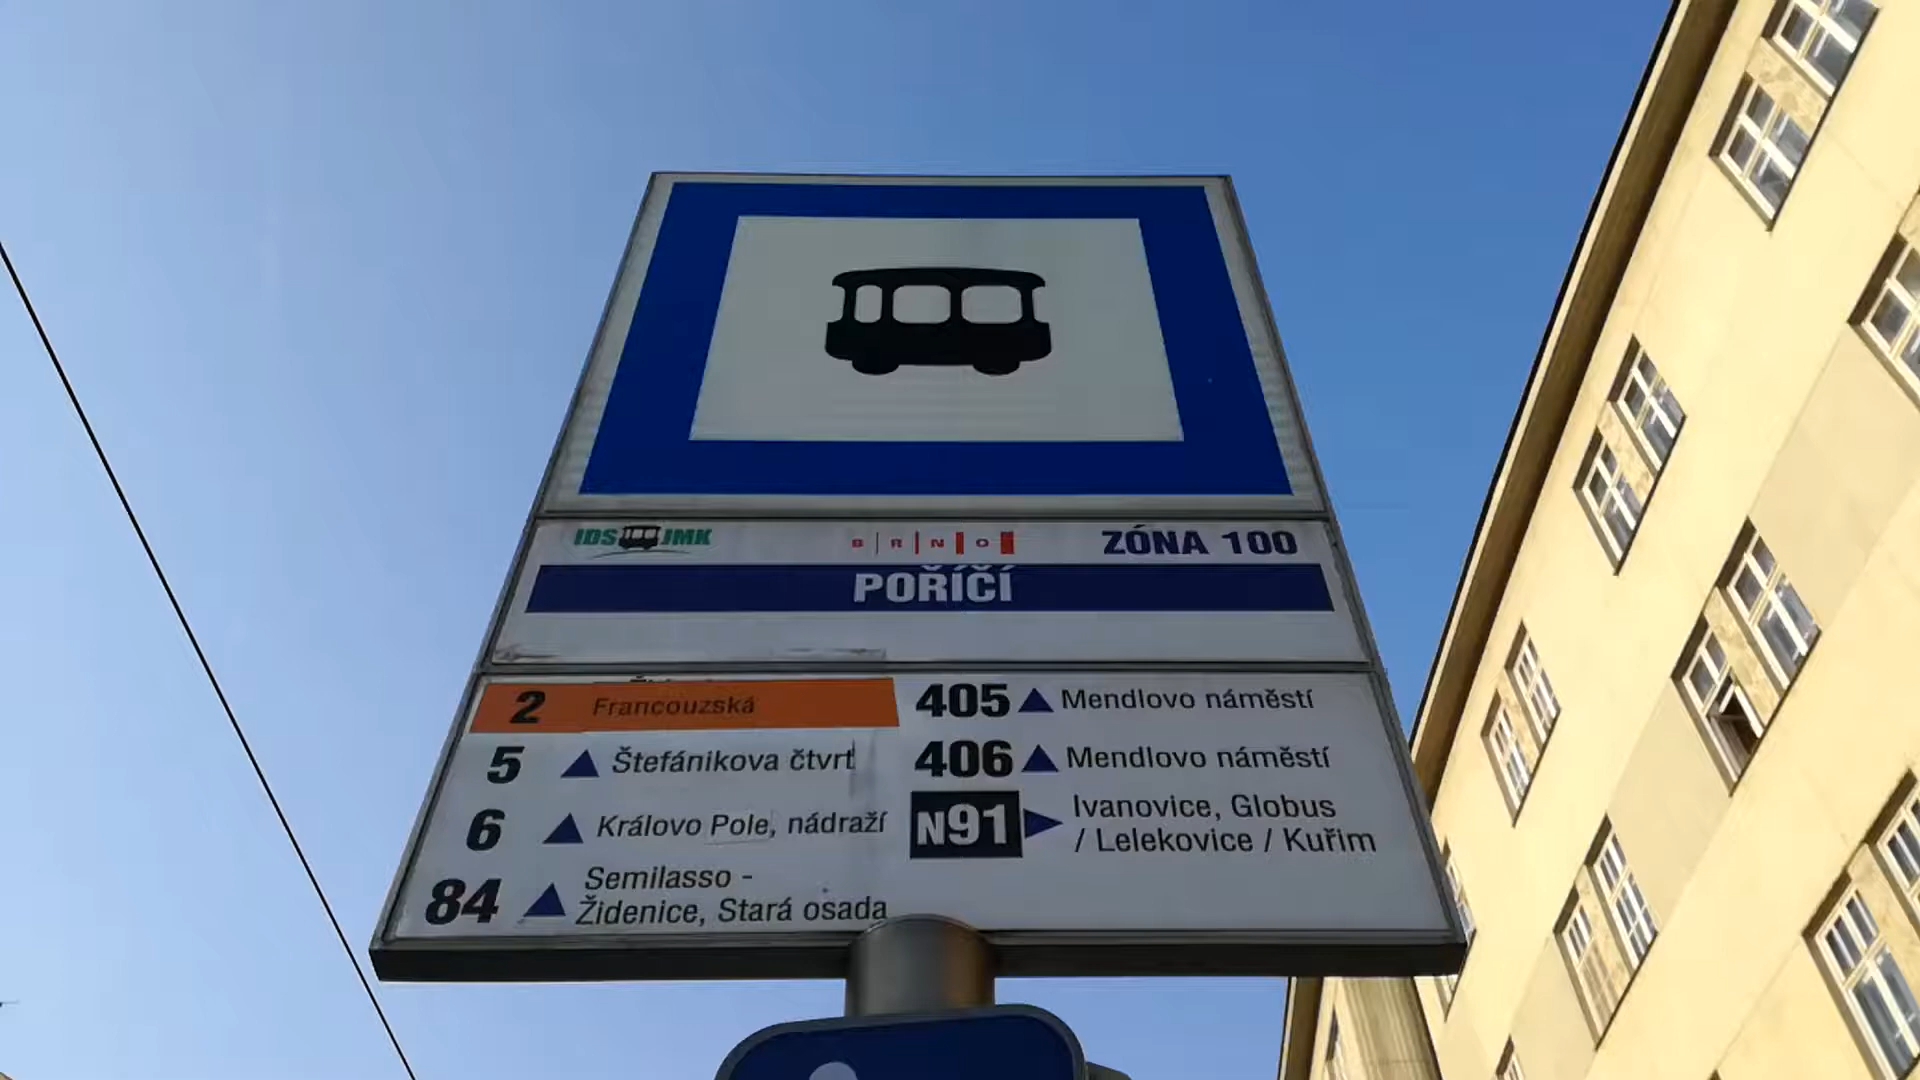 IDS JMK
BRNO
ZÓNA 100
POŘÍČÍ
2 Francouzská
5 Štefánikova čtvrť
6 Královo Pole, nádraží
84 Semilasso -
Židenice, Stará osada
405 Mendlovo náměstí
406 Mendlovo náměstí
N91 Ivanovice, Globus
/ Lelekovice / Kuřim